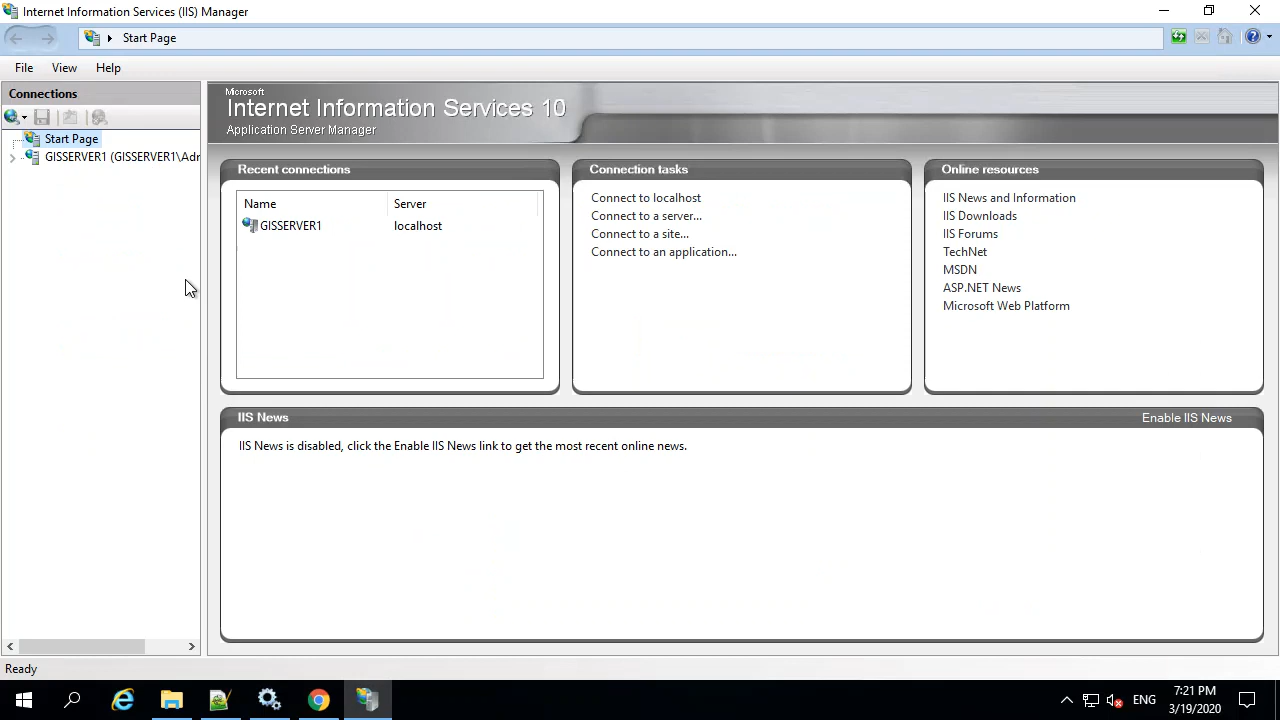 Internet Information Services (IIS) Manager
Start Page
File View Help
Connections
Start Page
GISSERVER1 (GISSERVER1\Adr
Microsoft
Internet Information Services 10
Application Server Manager
Recent connections
Name Server
GISSERVER1 localhost
Connection tasks
Connect to localhost
Connect to a server...
Connect to a site...
Connect to an application...
Online resources
IIS News and Information
IIS Downloads
IIS Forums
TechNet
MSDN
ASP.NET News
Microsoft Web Platform
IIS News Enable IIS News
IIS News is disabled, click the Enable IIS News link to get the most recent online news.
Ready
ENG
7:21 PM
3/19/2020